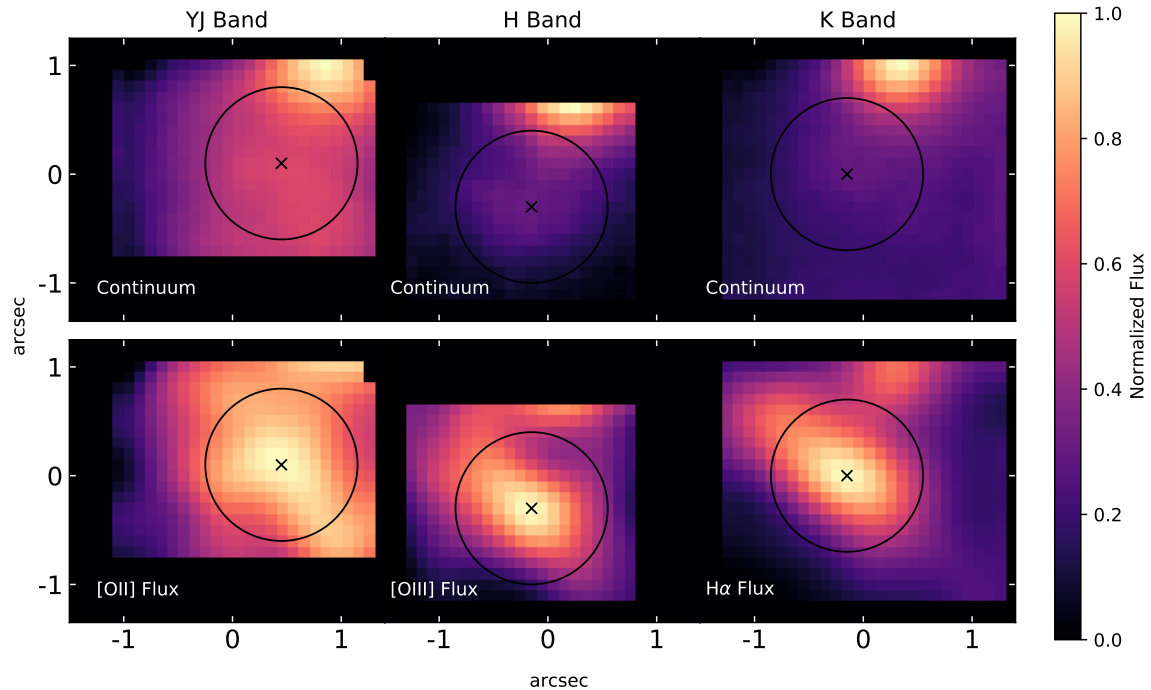 YJ Band H Band K Band
1
0
-1
Continuum Continuum Continuum
1
0
-1
[OII] Flux [OIII] Flux Hα Flux
-1 0 1 -1 0 1 -1 0 1
arcsec
arcsec
1.0
0.8
0.6
0.4
0.2
0.0
Normalized Flux